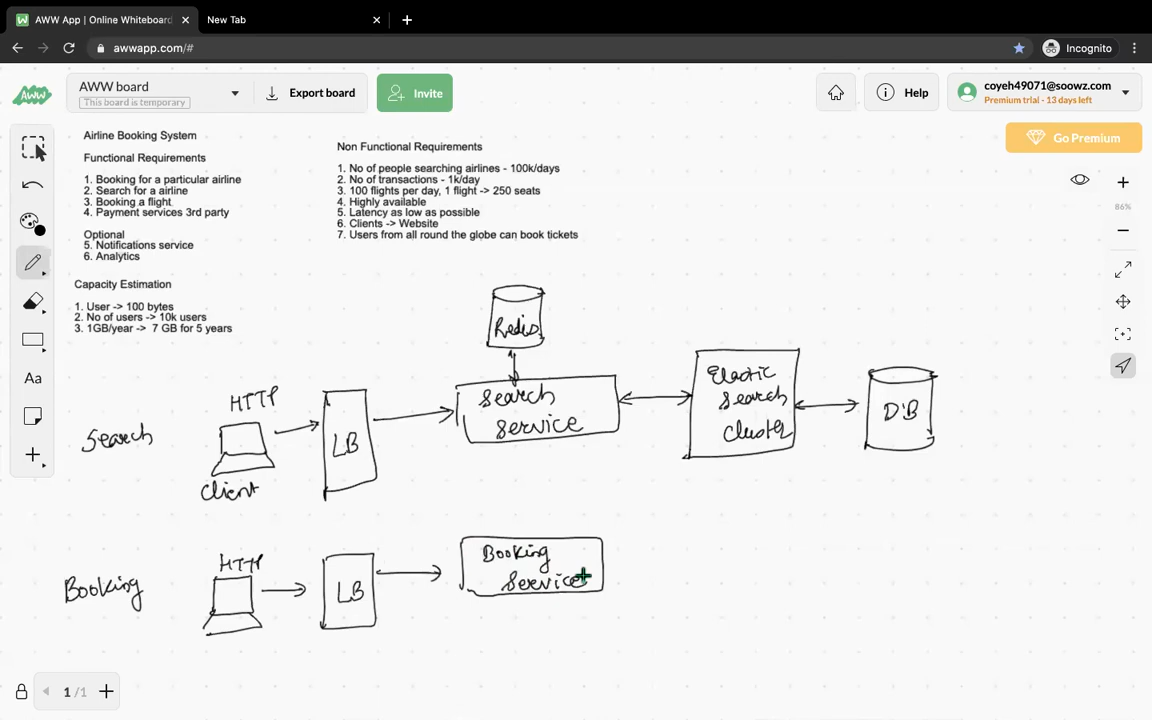 AWW App | Online Whiteboard
New Tab
awwapp.com/#
Incognito
AWW
AWW board
This board is temporary
Export board
Invite
Help
coyeh49071@soowz.com
Premium trial - 13 days left
Go Premium
86%
Aa
Airline Booking System
Functional Requirements
1. Booking for a particular airline
2. Search for a airline
3. Booking a flight
4. Payment services 3rd party
Optional
5. Notifications service
6. Analytics
Non Functional Requirements
1. No of people searching airlines - 100k/days
2. No of transactions - 1k/day
3. 100 flights per day, 1 flight -> 250 seats
4. Highly available
5. Latency as low as possible
6. Clients -> Website
7. Users from all round the globe can book tickets
Capacity Estimation
1. User -> 100 bytes
2. No of users -> 10k users
3. 1GB/year -> 7 GB for 5 years
Redis
Search
HTTP
Client
LB
Search
Service
Elastic
Search
Cluster
DB
Booking
HTTP
LB
Booking
Service
1 /1